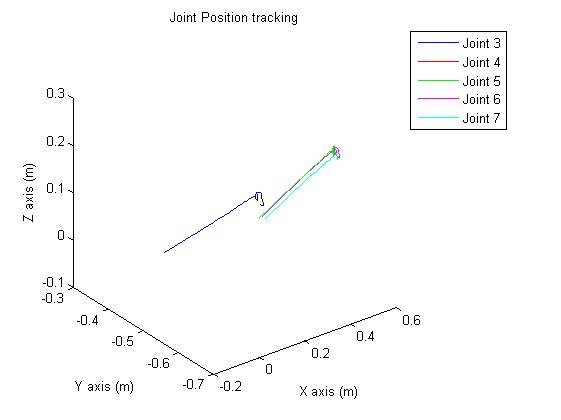 Joint Position tracking
Joint 3
Joint 4
Joint 5
Joint 6
Joint 7
0.3
0.2
0.1
0
-0.1
Z axis (m)
-0.3
-0.4
-0.5
-0.6
-0.7
Y axis (m)
-0.2
0
0.2
0.4
0.6
X axis (m)